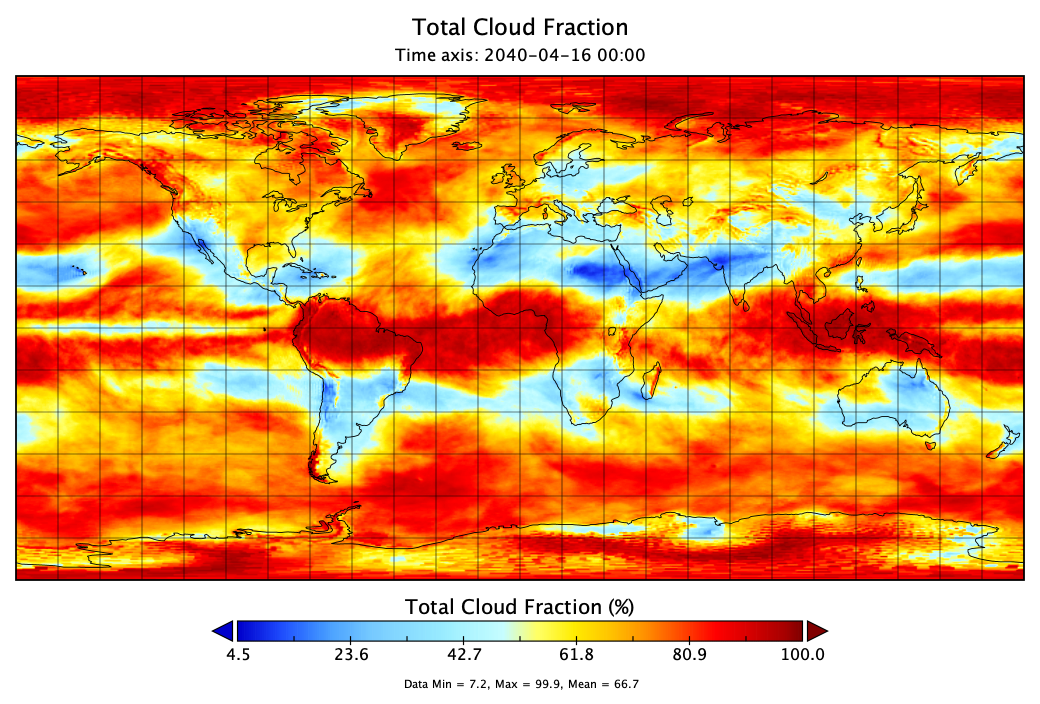 Total Cloud Fraction
Time axis: 2040-04-16 00:00
Total Cloud Fraction (%)
4.5 23.6 42.7 61.8 80.9 100.0
Data Min = 7.2, Max = 99.9, Mean = 66.7